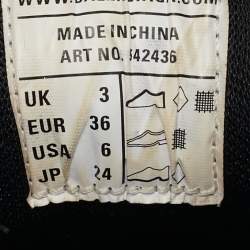 MADE IN CHINA
ART NO. 342436
UK 3
EUR 36
USA 6
JP 24